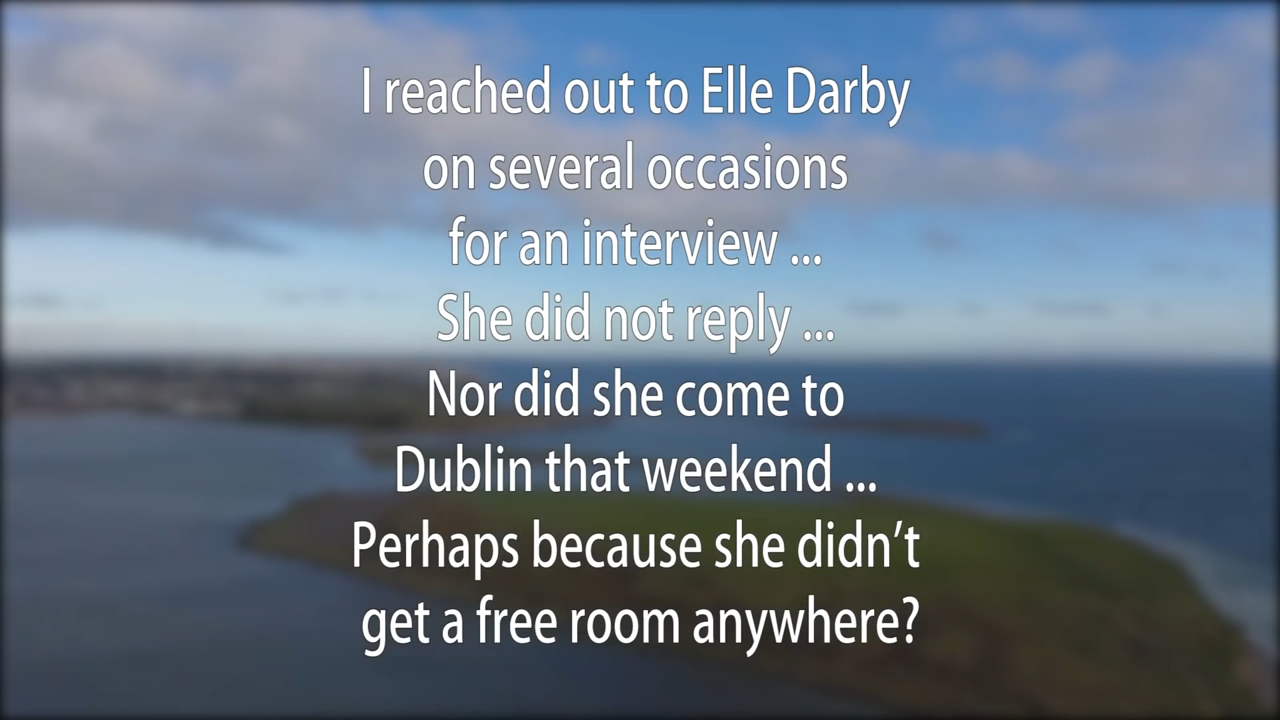 I reached out to Elle Darby
on several occasions
for an interview ...
She did not reply ...
Nor did she come to
Dublin that weekend ...
Perhaps because she didn’t
get a free room anywhere?